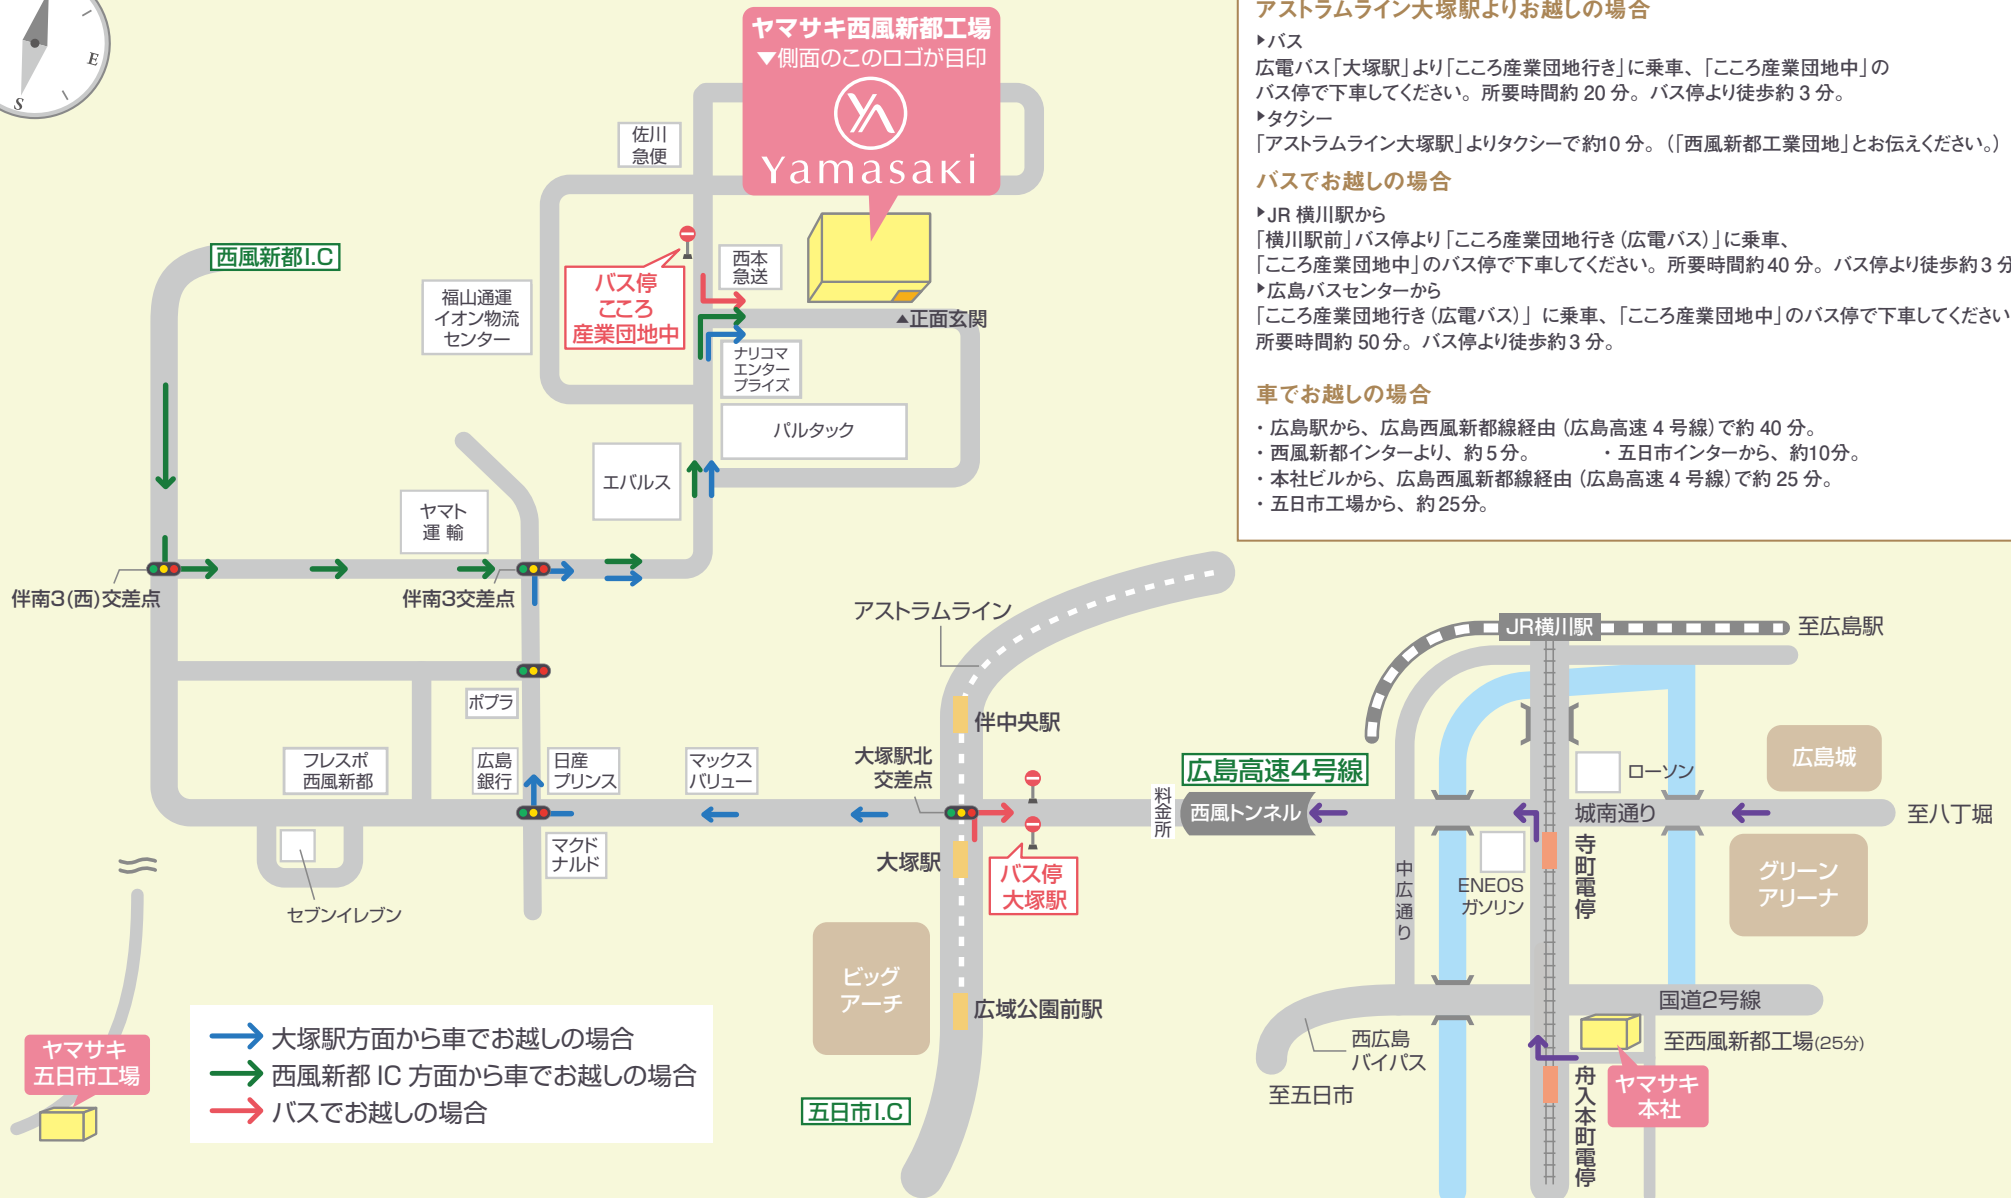 E
S
ヤマサキ西風新都工場
▼側面のこのロゴが目印
Yamasaki
佐川
急便
西風新都I.C
福山通運
イオン物流
センター
バス停
こころ
産業団地中
西本
急送
▲正面玄関
ナリコマ
エンター
プライズ
パルタック
エバルス
ヤマト
運 輸
伴南3(西)交差点
伴南3交差点
ポプラ
フレスポ
西風新都
広島
銀行
日産
プリンス
マックス
バリュー
マクド
ナルド
セブンイレブン
アストラムライン
伴中央駅
大塚駅北
交差点
大塚駅
バス停
大塚駅
ビッグ
アーチ
広域公園前駅
五日市I.C
ヤマサキ
五日市工場
大塚駅方面から車でお越しの場合
西風新都 IC 方面から車でお越しの場合
バスでお越しの場合
アストラムライン大塚駅よりお越しの場合
▶バス
広電バス「大塚駅」より「こころ産業団地行き」に乗車、「こころ産業団地中」の
バス停で下車してください。所要時間約 20 分。バス停より徒歩約 3 分。
▶タクシー
「アストラムライン大塚駅」よりタクシーで約10 分。(「西風新都工業団地」とお伝えください。)
バスでお越しの場合
▶JR 横川駅から
「横川駅前」バス停より「こころ産業団地行き (広電バス)」に乗車、
「こころ産業団地中」のバス停で下車してください。所要時間約 40 分。バス停より徒歩約 3 分
▶広島バスセンターから
「こころ産業団地行き (広電バス)」に乗車、「こころ産業団地中」のバス停で下車してください
所要時間約 50 分。バス停より徒歩約 3 分。
車でお越しの場合
・広島駅から、広島西風新都線経由 (広島高速 4 号線) で約 40 分。
・西風新都インターより、約 5 分。 ・五日市インターから、約10分。
・本社ビルから、広島西風新都線経由 (広島高速 4 号線) で約 25 分。
・五日市工場から、約 25分。
JR横川駅
至広島駅
広島高速4号線
料金所
西風トンネル
ローソン
広島城
城南通り
至八丁堀
中広通り
ENEOS
ガソリン
寺町電停
グリーン
アリーナ
国道2号線
西広島
バイパス
至五日市
至西風新都工場(25分)
舟入本町電停
ヤマサキ
本社